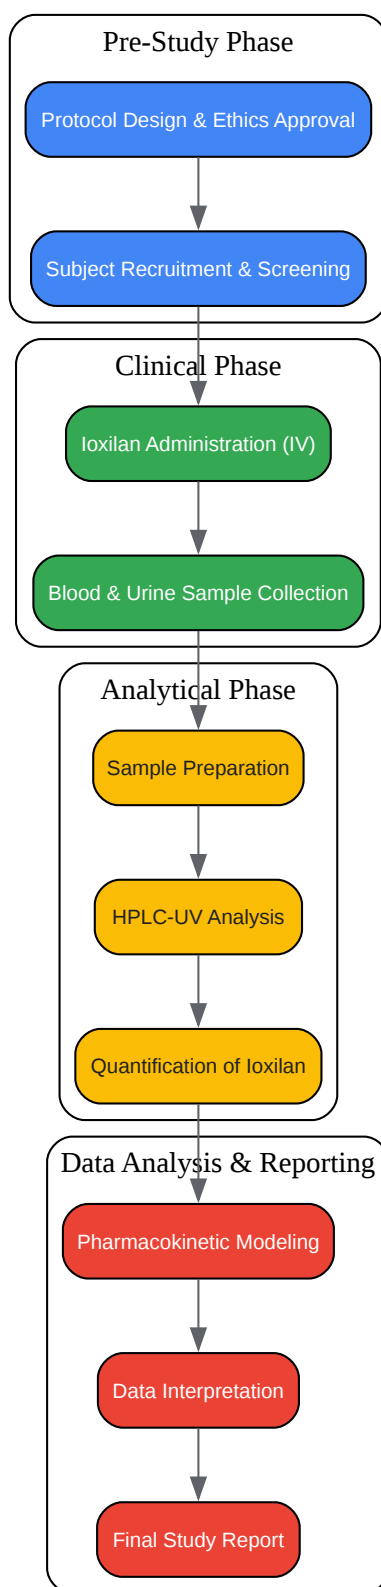 Pre-Study Phase
Protocol Design & Ethics Approval
Subject Recruitment & Screening
Clinical Phase
Ioxilan Administration (IV)
Blood & Urine Sample Collection
Analytical Phase
Sample Preparation
HPLC-UV Analysis
Quantification of Ioxilan
Data Analysis & Reporting
Pharmacokinetic Modeling
Data Interpretation
Final Study Report